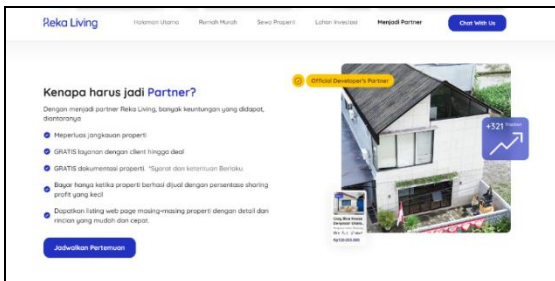 Reka Living
Halaman Utama
Rumah Murah
Sewa Properti
Lahan Investasi
Menjadi Partner
Chat With Us
Official Developer's Partner
Kenapa harus jadi Partner?
Dengan menjadi partner Reka Living, banyak keuntungan yang didapat,
diantaranya
Meperluas jangkauan properti
GRATIS layanan dengan client hingga deal
GRATIS dokumentasi properti. *Syarat dan ketentuan Berlaku
Bayar hanya ketika properti berhasi dijual dengan persentase sharing
profit yang kecil
Dapatkan listing web page masing-masing properti dengan detail dan
rincian yang mudah dan cepat.
Jadwalkan Pertemuan
+321